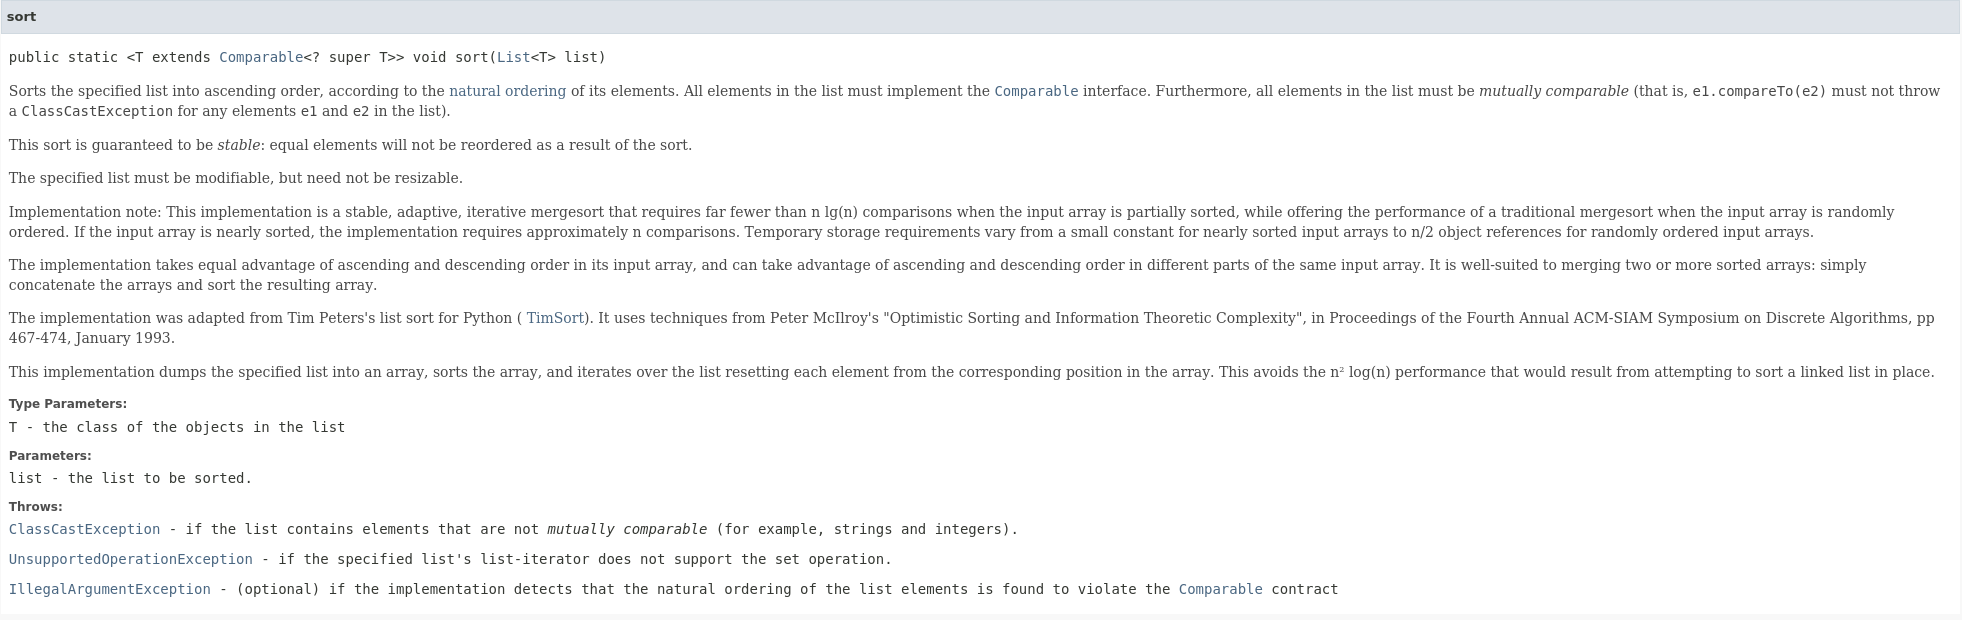 sort
public static <T extends Comparable<? super T>> void sort(List<T> list)
Sorts the specified list into ascending order, according to the natural ordering of its elements. All elements in the list must implement the Comparable interface. Furthermore, all elements in the list must be mutually comparable (that is, e1.compareTo(e2) must not throw
a ClassCastException for any elements e1 and e2 in the list).
This sort is guaranteed to be stable: equal elements will not be reordered as a result of the sort.
The specified list must be modifiable, but need not be resizable.
Implementation note: This implementation is a stable, adaptive, iterative mergesort that requires far fewer than n lg(n) comparisons when the input array is partially sorted, while offering the performance of a traditional mergesort when the input array is randomly
ordered. If the input array is nearly sorted, the implementation requires approximately n comparisons. Temporary storage requirements vary from a small constant for nearly sorted input arrays to n/2 object references for randomly ordered input arrays.
The implementation takes equal advantage of ascending and descending order in its input array, and can take advantage of ascending and descending order in different parts of the same input array. It is well-suited to merging two or more sorted arrays: simply
concatenate the arrays and sort the resulting array.
The implementation was adapted from Tim Peters's list sort for Python ( TimSort). It uses techniques from Peter McIlroy's "Optimistic Sorting and Information Theoretic Complexity", in Proceedings of the Fourth Annual ACM-SIAM Symposium on Discrete Algorithms, pp
467-474, January 1993.
This implementation dumps the specified list into an array, sorts the array, and iterates over the list resetting each element from the corresponding position in the array. This avoids the n² log(n) performance that would result from attempting to sort a linked list in place.
Type Parameters:
T - the class of the objects in the list
Parameters:
list - the list to be sorted.
Throws:
ClassCastException - if the list contains elements that are not mutually comparable (for example, strings and integers).
UnsupportedOperationException - if the specified list's list-iterator does not support the set operation.
IllegalArgumentException - (optional) if the implementation detects that the natural ordering of the list elements is found to violate the Comparable contract